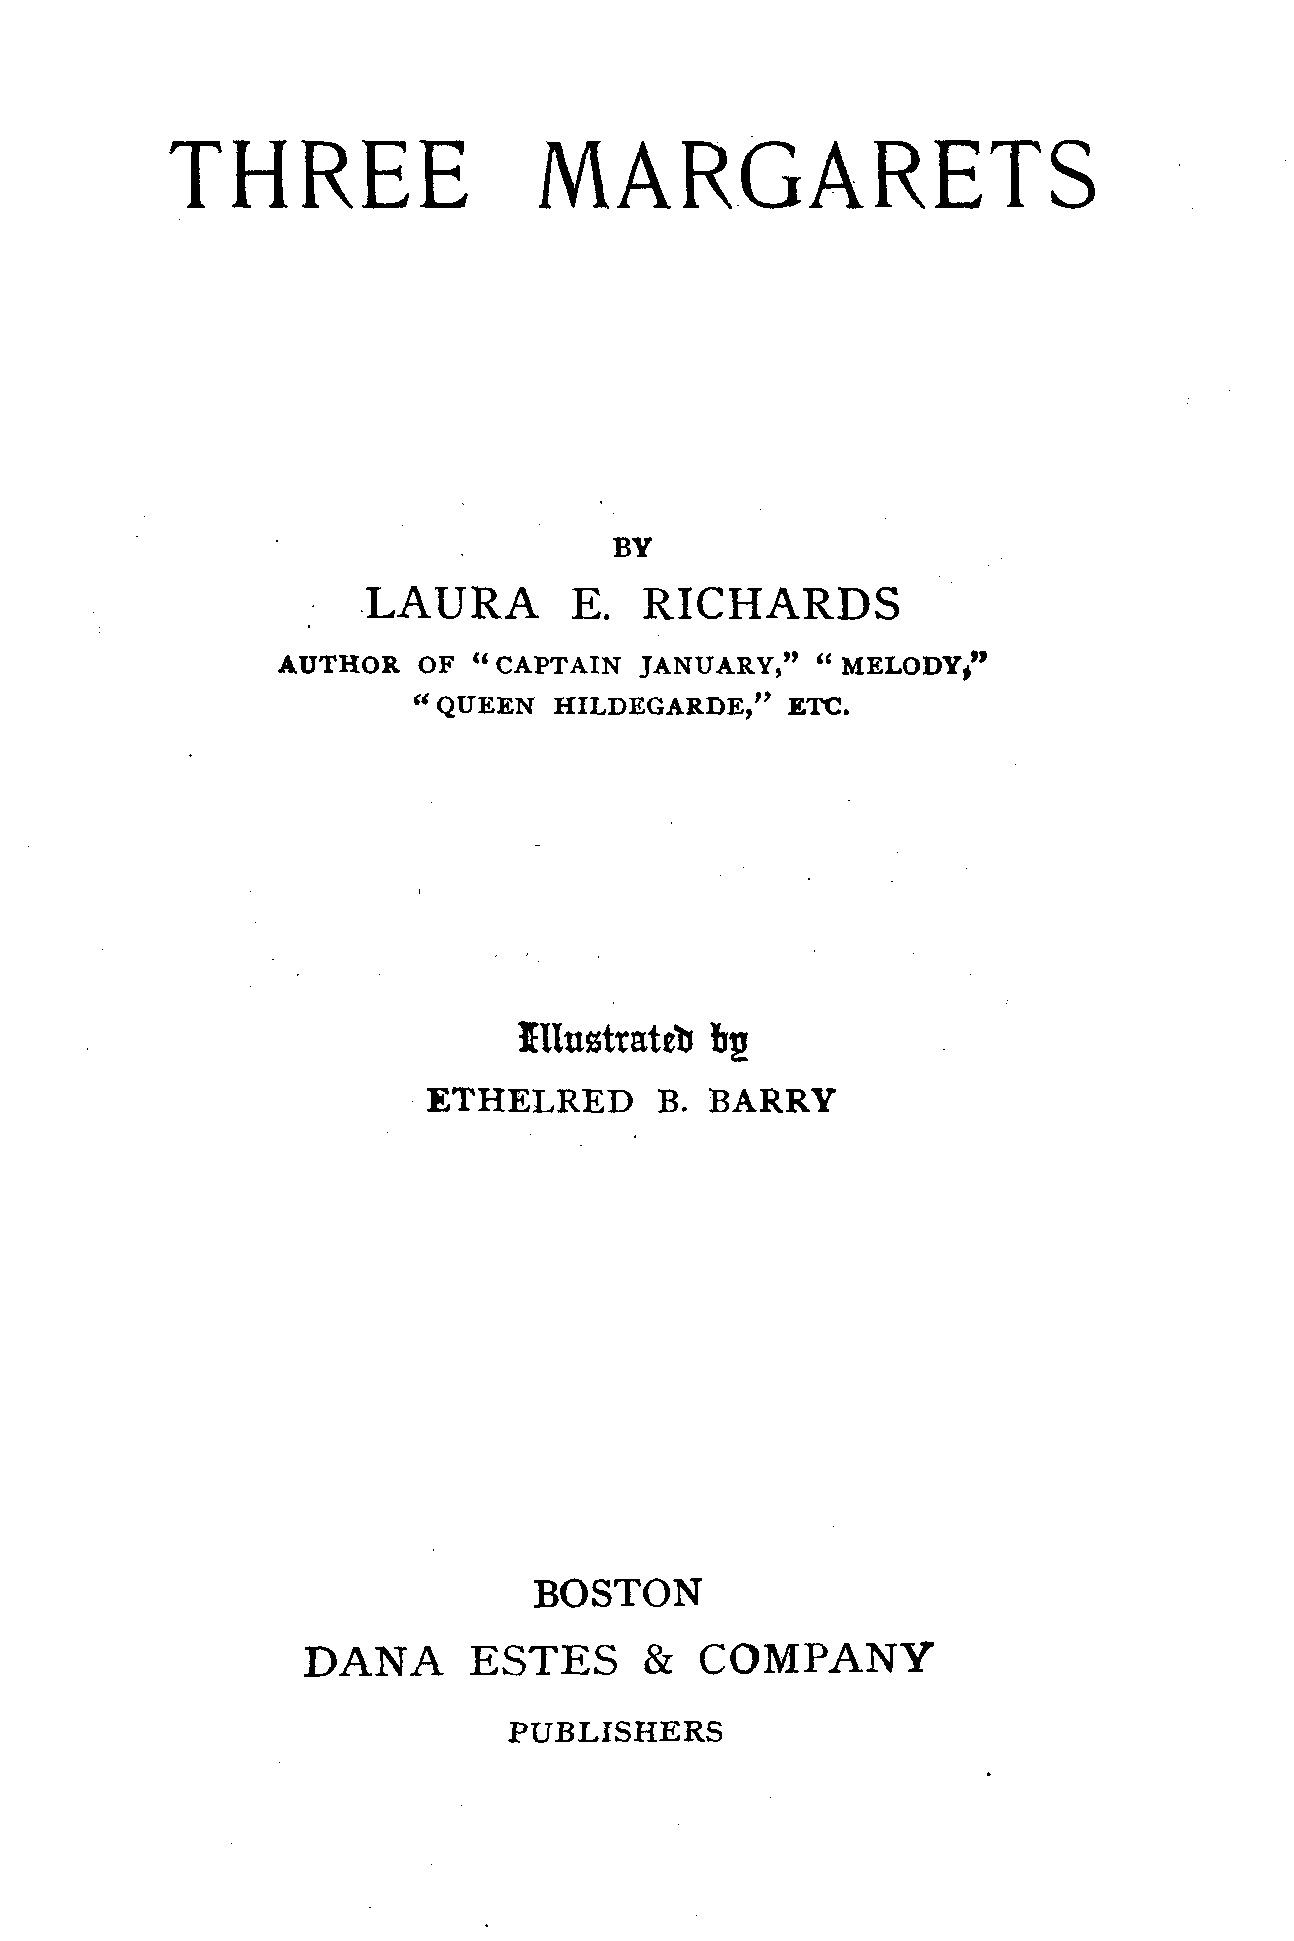 THREE MARGARETS
BY
LAURA E. RICHARDS
AUTHOR OF “CAPTAIN JANUARY,” “MELODY,”
“QUEEN HILDEGARDE,” ETC.
Illustrated by
ETHELRED B. BARRY
BOSTON
DANA ESTES & COMPANY
PUBLISHERS